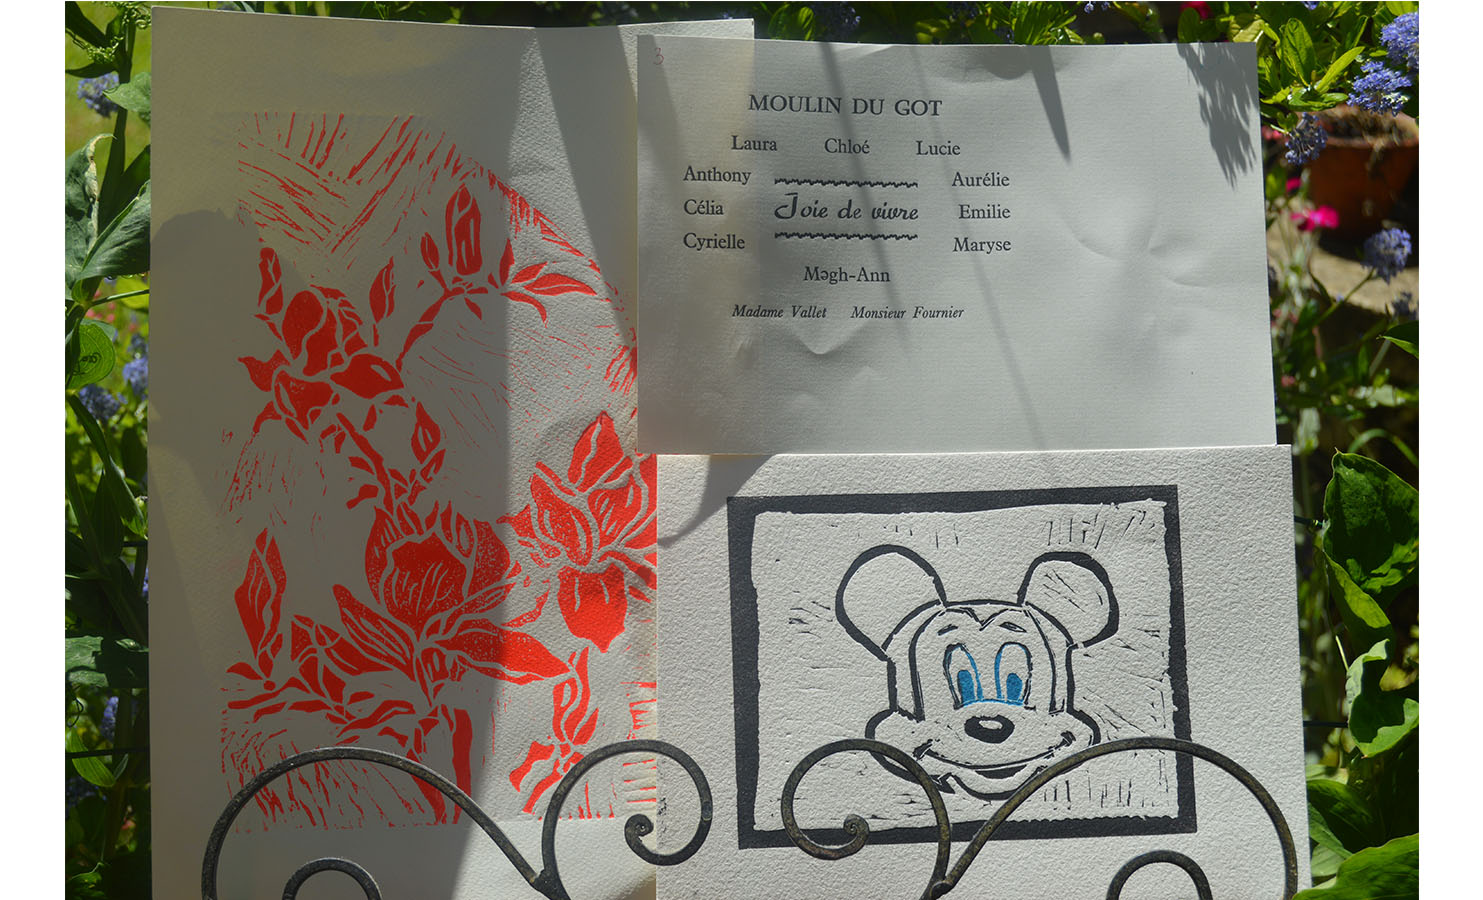 3
MOULIN DU GOT
Laura Chloé Lucie
Anthony Aurélie
Célia Joie de vivre Emilie
Cyrielle Maryse
Məgh-Ann
Madame Vallet Monsieur Fournier